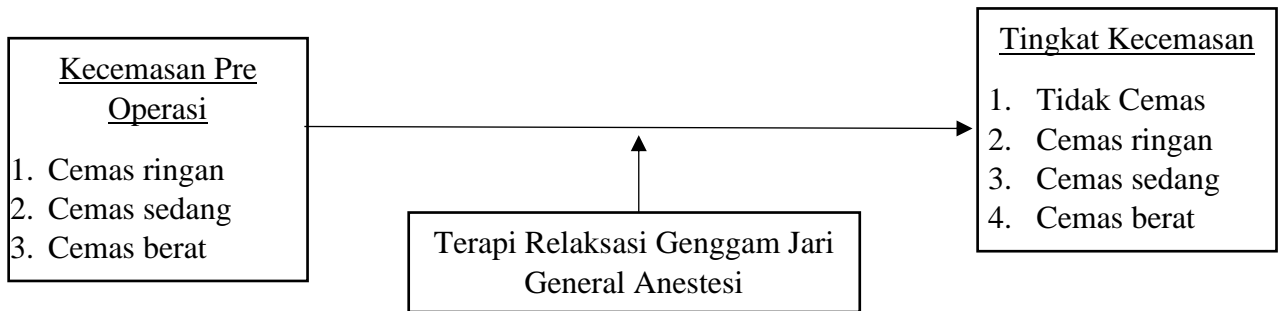 Kecemasan Pre
Operasi
1. Cemas ringan
2. Cemas sedang
3. Cemas berat
Terapi Relaksasi Genggam Jari
General Anestesi
Tingkat Kecemasan
1. Tidak Cemas
2. Cemas ringan
3. Cemas sedang
4. Cemas berat